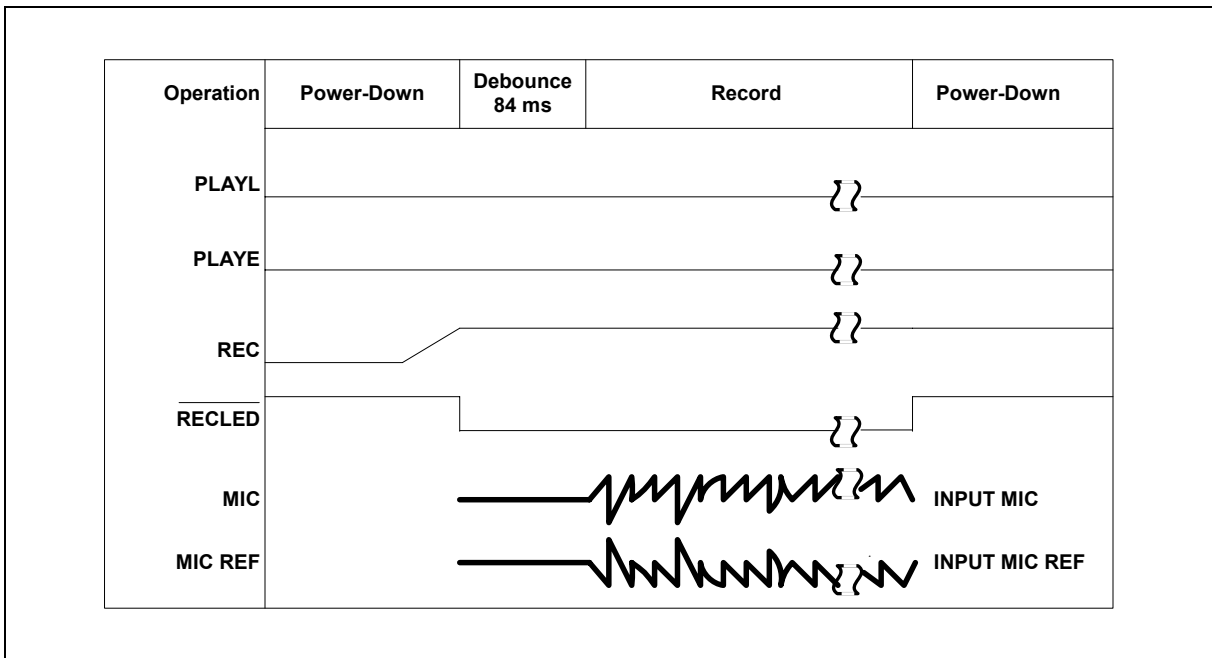 Operation
Power-Down
Debounce
84 ms
Record
Power-Down
PLAYL
PLAYE
REC
RECLED
MIC
INPUT MIC
MIC REF
INPUT MIC REF